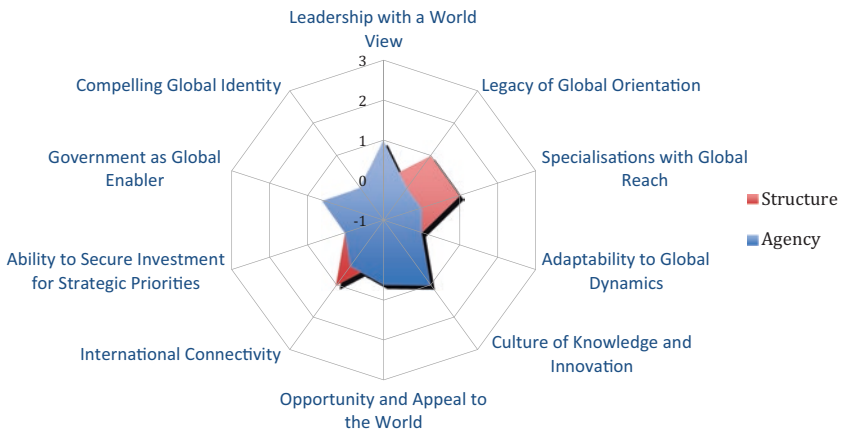 Leadership with a World
View
Compelling Global Identity
Legacy of Global Orientation
Government as Global
Enabler
Specialisations with Global
Reach
Ability to Secure Investment
for Strategic Priorities
Adaptability to Global
Dynamics
International Connectivity
Culture of Knowledge and
Innovation
Opportunity and Appeal to
the World
3
2
1
0
-1
Structure
Agency